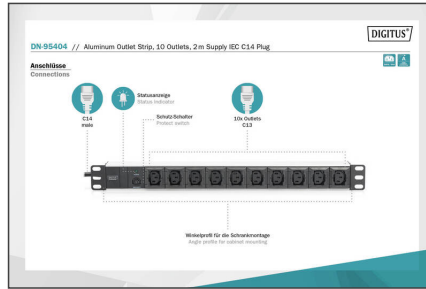 DIGITUS®
DN-95404 // Aluminum Outlet Strip, 10 Outlets, 2 m Supply IEC C14 Plug
Anschlüsse
Connections
Statusanzeige
Status indicator
C14
male
Schutz-Schalter
Protect switch
10x Outlets
C13
Winkelprofil für die Schrankmontage
Angle profile for cabinet mounting